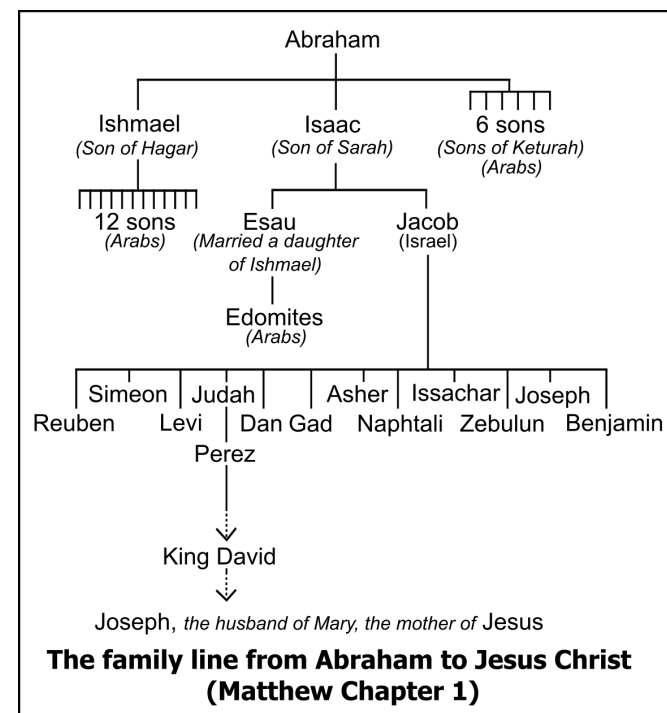 Abraham
Ishmael Isaac 6 sons
(Son of Hagar) (Son of Sarah) (Sons of Keturah)
(Arabs)
12 sons Esau Jacob
(Arabs) (Married a daughter (Israel)
of Ishmael)
Edomites
(Arabs)
Simeon Judah Asher Issachar Joseph
Reuben Levi Dan Gad Naphtali Zebulun Benjamin
Perez
King David
Joseph, the husband of Mary, the mother of Jesus
The family line from Abraham to Jesus Christ
(Matthew Chapter 1)